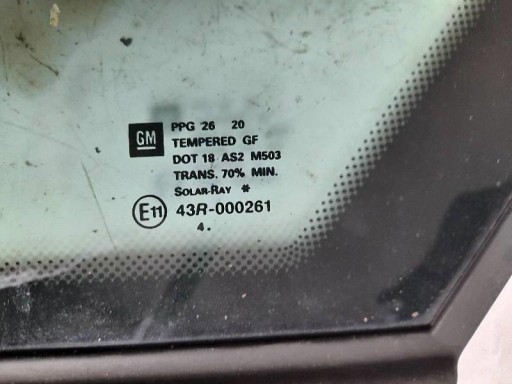 GM
PPG 26 20
TEMPERED GF
DOT 18 AS2 M503
TRANS. 70% MIN.
SOLAR-RAY #
E11 43R-000261
4.